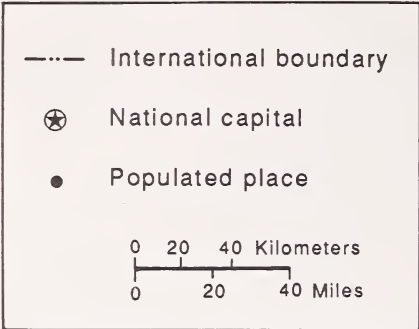 International boundary
National capital
Populated place
0 20 40 Kilometers
0 20 40 Miles